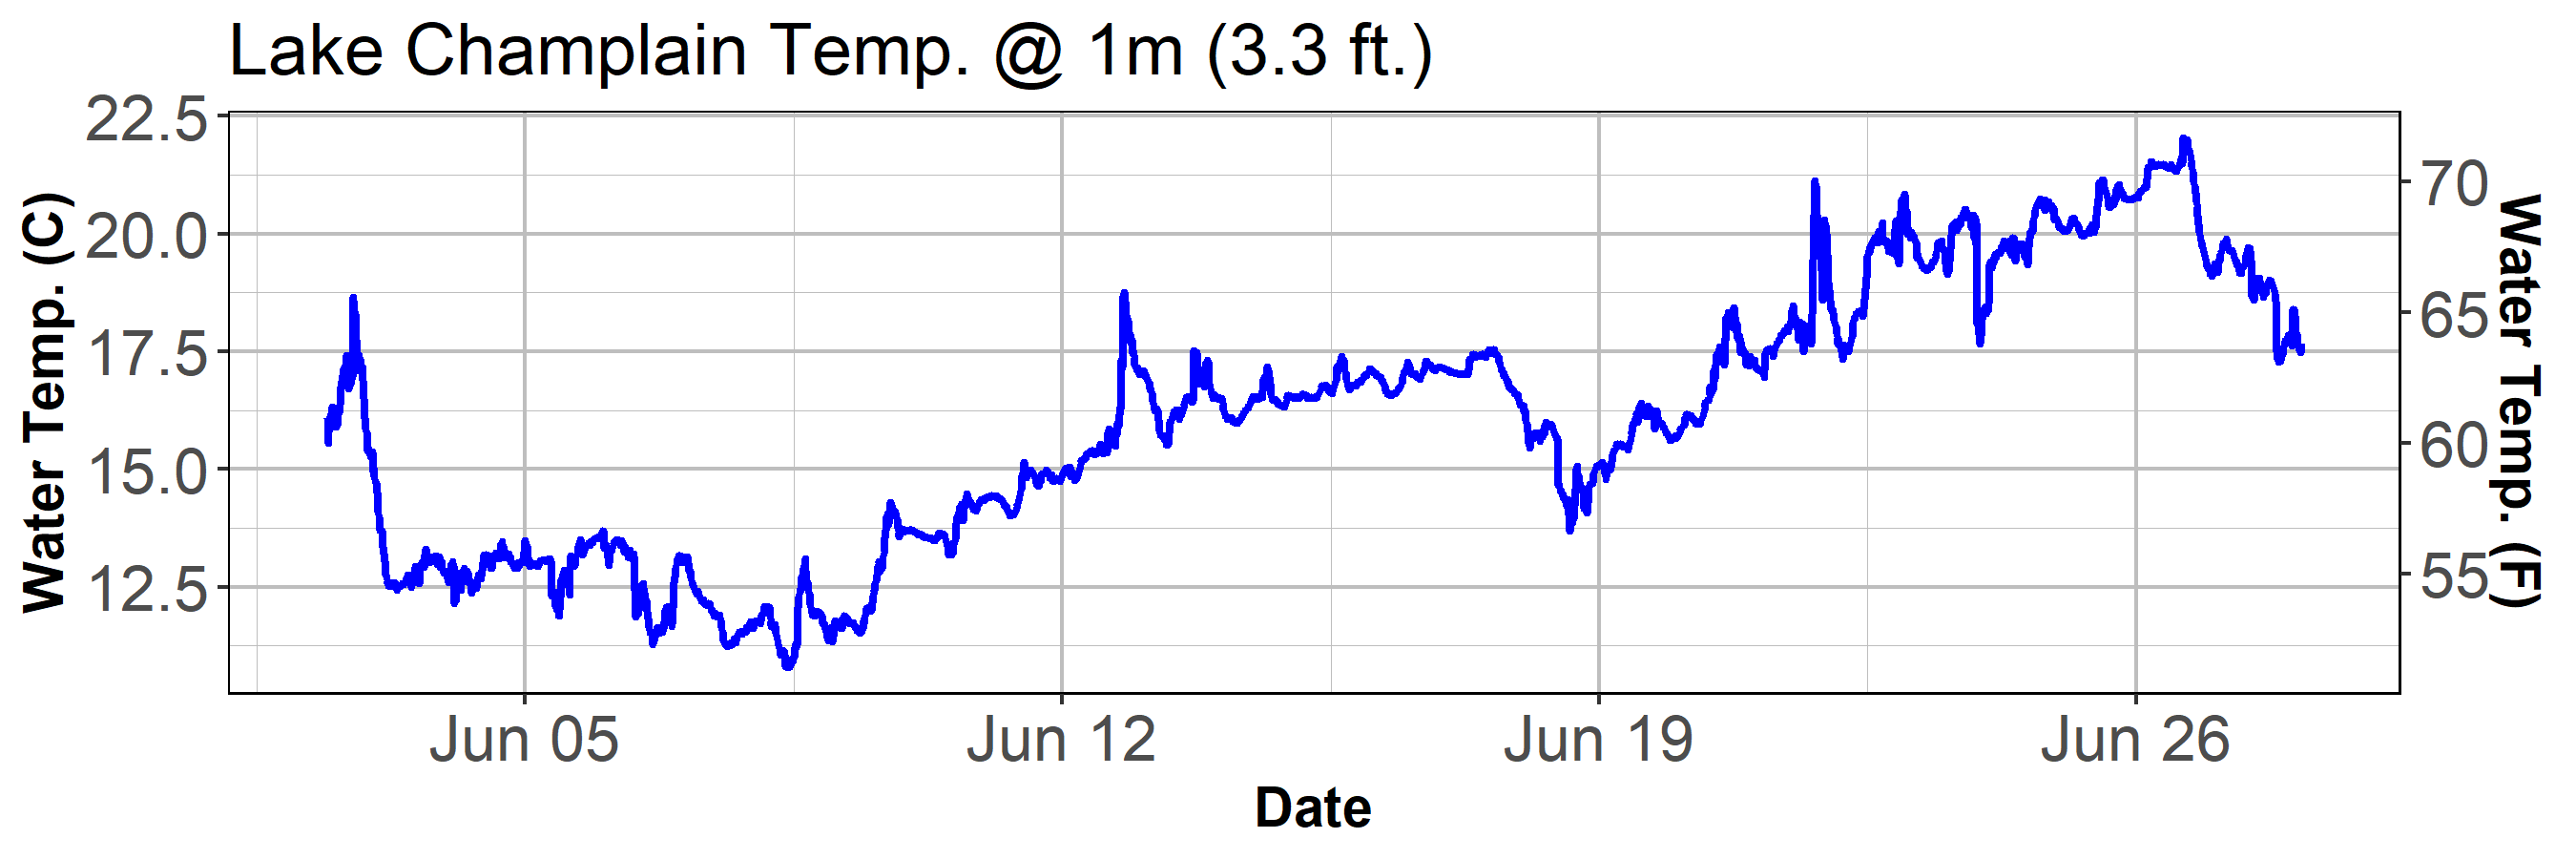 Lake Champlain Temp. @ 1m (3.3 ft.)
Water Temp. (C)
22.5
20.0
17.5
15.0
12.5
70
65
60
55
Water Temp. (F)
Jun 05 Jun 12 Jun 19 Jun 26
Date